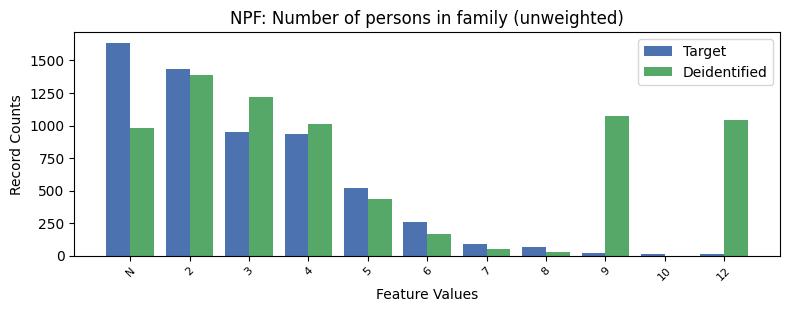 NPF: Number of persons in family (unweighted)
Target
Deidentified
1500
1250
1000
750
500
250
0
Record Counts
N 2 3 4 5 6 7 8 9 10 12
Feature Values